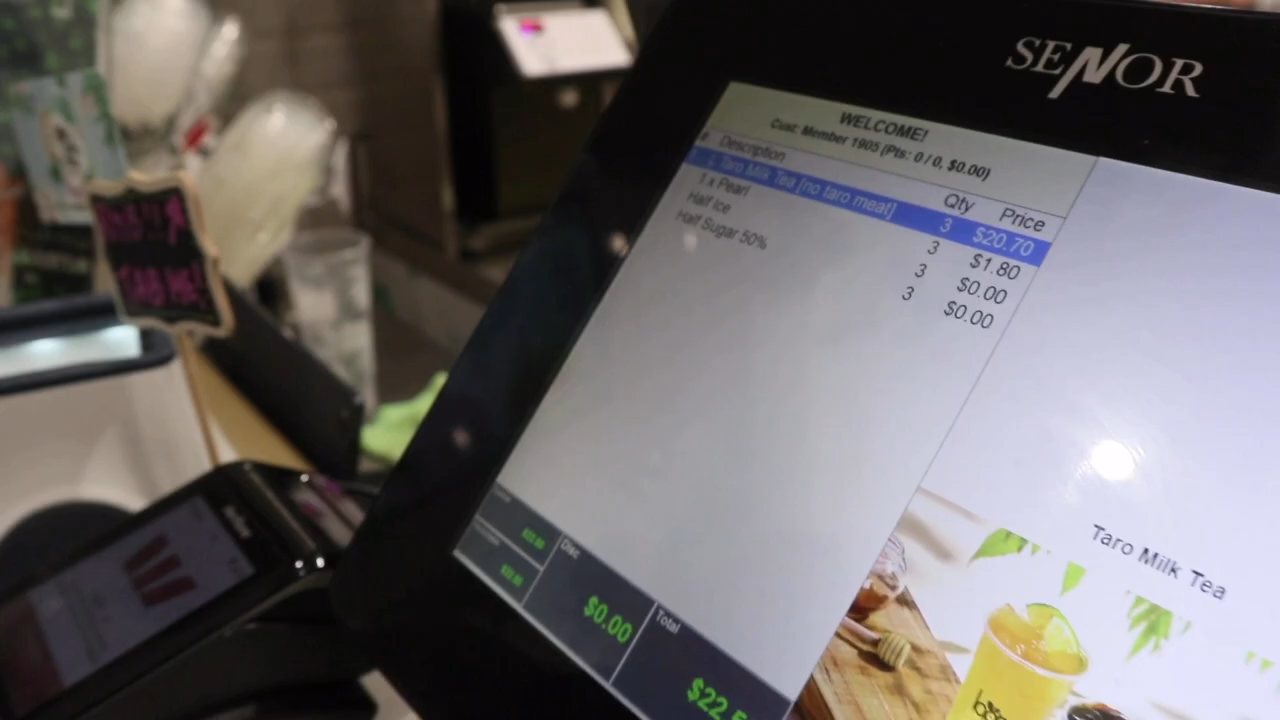 SENOR
WELCOME!
Cust: Member 1905 (Pts: 0 / 0, $0.00)
# Description Qty Price
L Taro Milk Tea [no taro meat] 3 $20.70
1 x Pearl 3 $1.80
Half Ice 3 $0.00
Half Sugar 50% 3 $0.00
Disc
$0.00
Total
$22.5
Taro Milk Tea